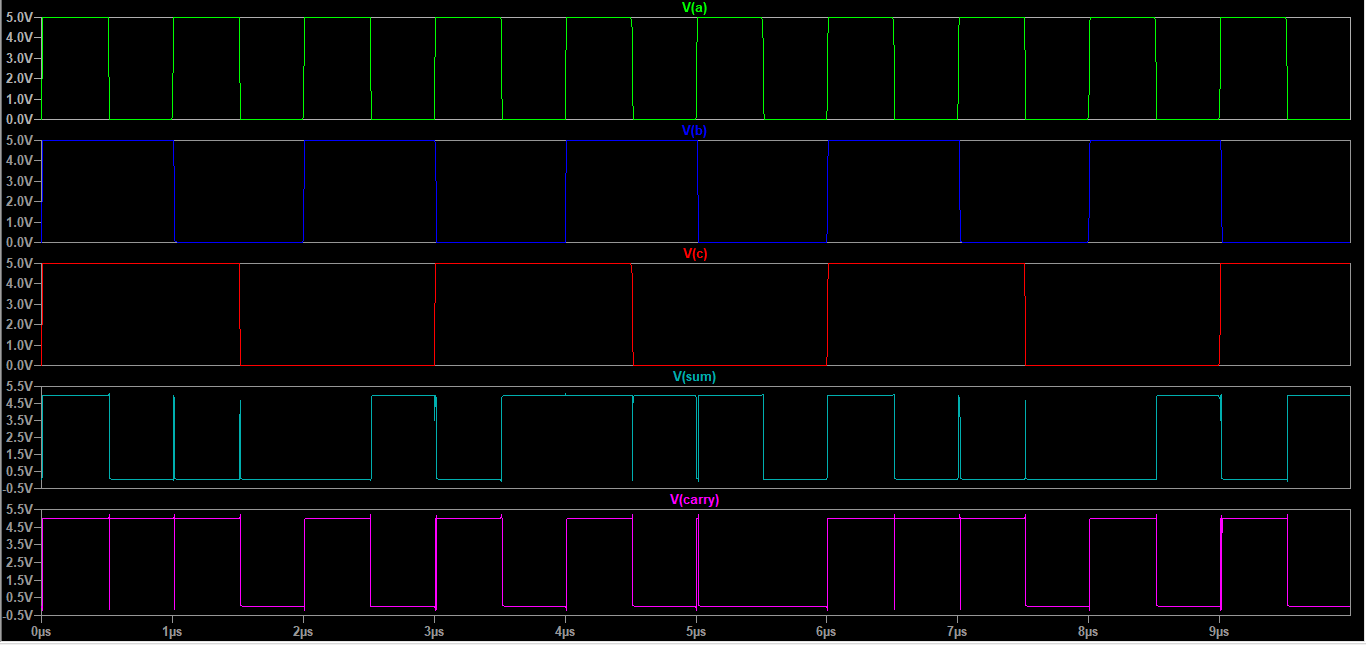 V(a)
5.0V
4.0V
3.0V
2.0V
1.0V
0.0V
V(b)
5.0V
4.0V
3.0V
2.0V
1.0V
0.0V
V(c)
5.0V
4.0V
3.0V
2.0V
1.0V
0.0V
V(sum)
5.5V
4.5V
3.5V
2.5V
1.5V
0.5V
-0.5V
V(carry)
5.5V
4.5V
3.5V
2.5V
1.5V
0.5V
-0.5V
0µs 1µs 2µs 3µs 4µs 5µs 6µs 7µs 8µs 9µs